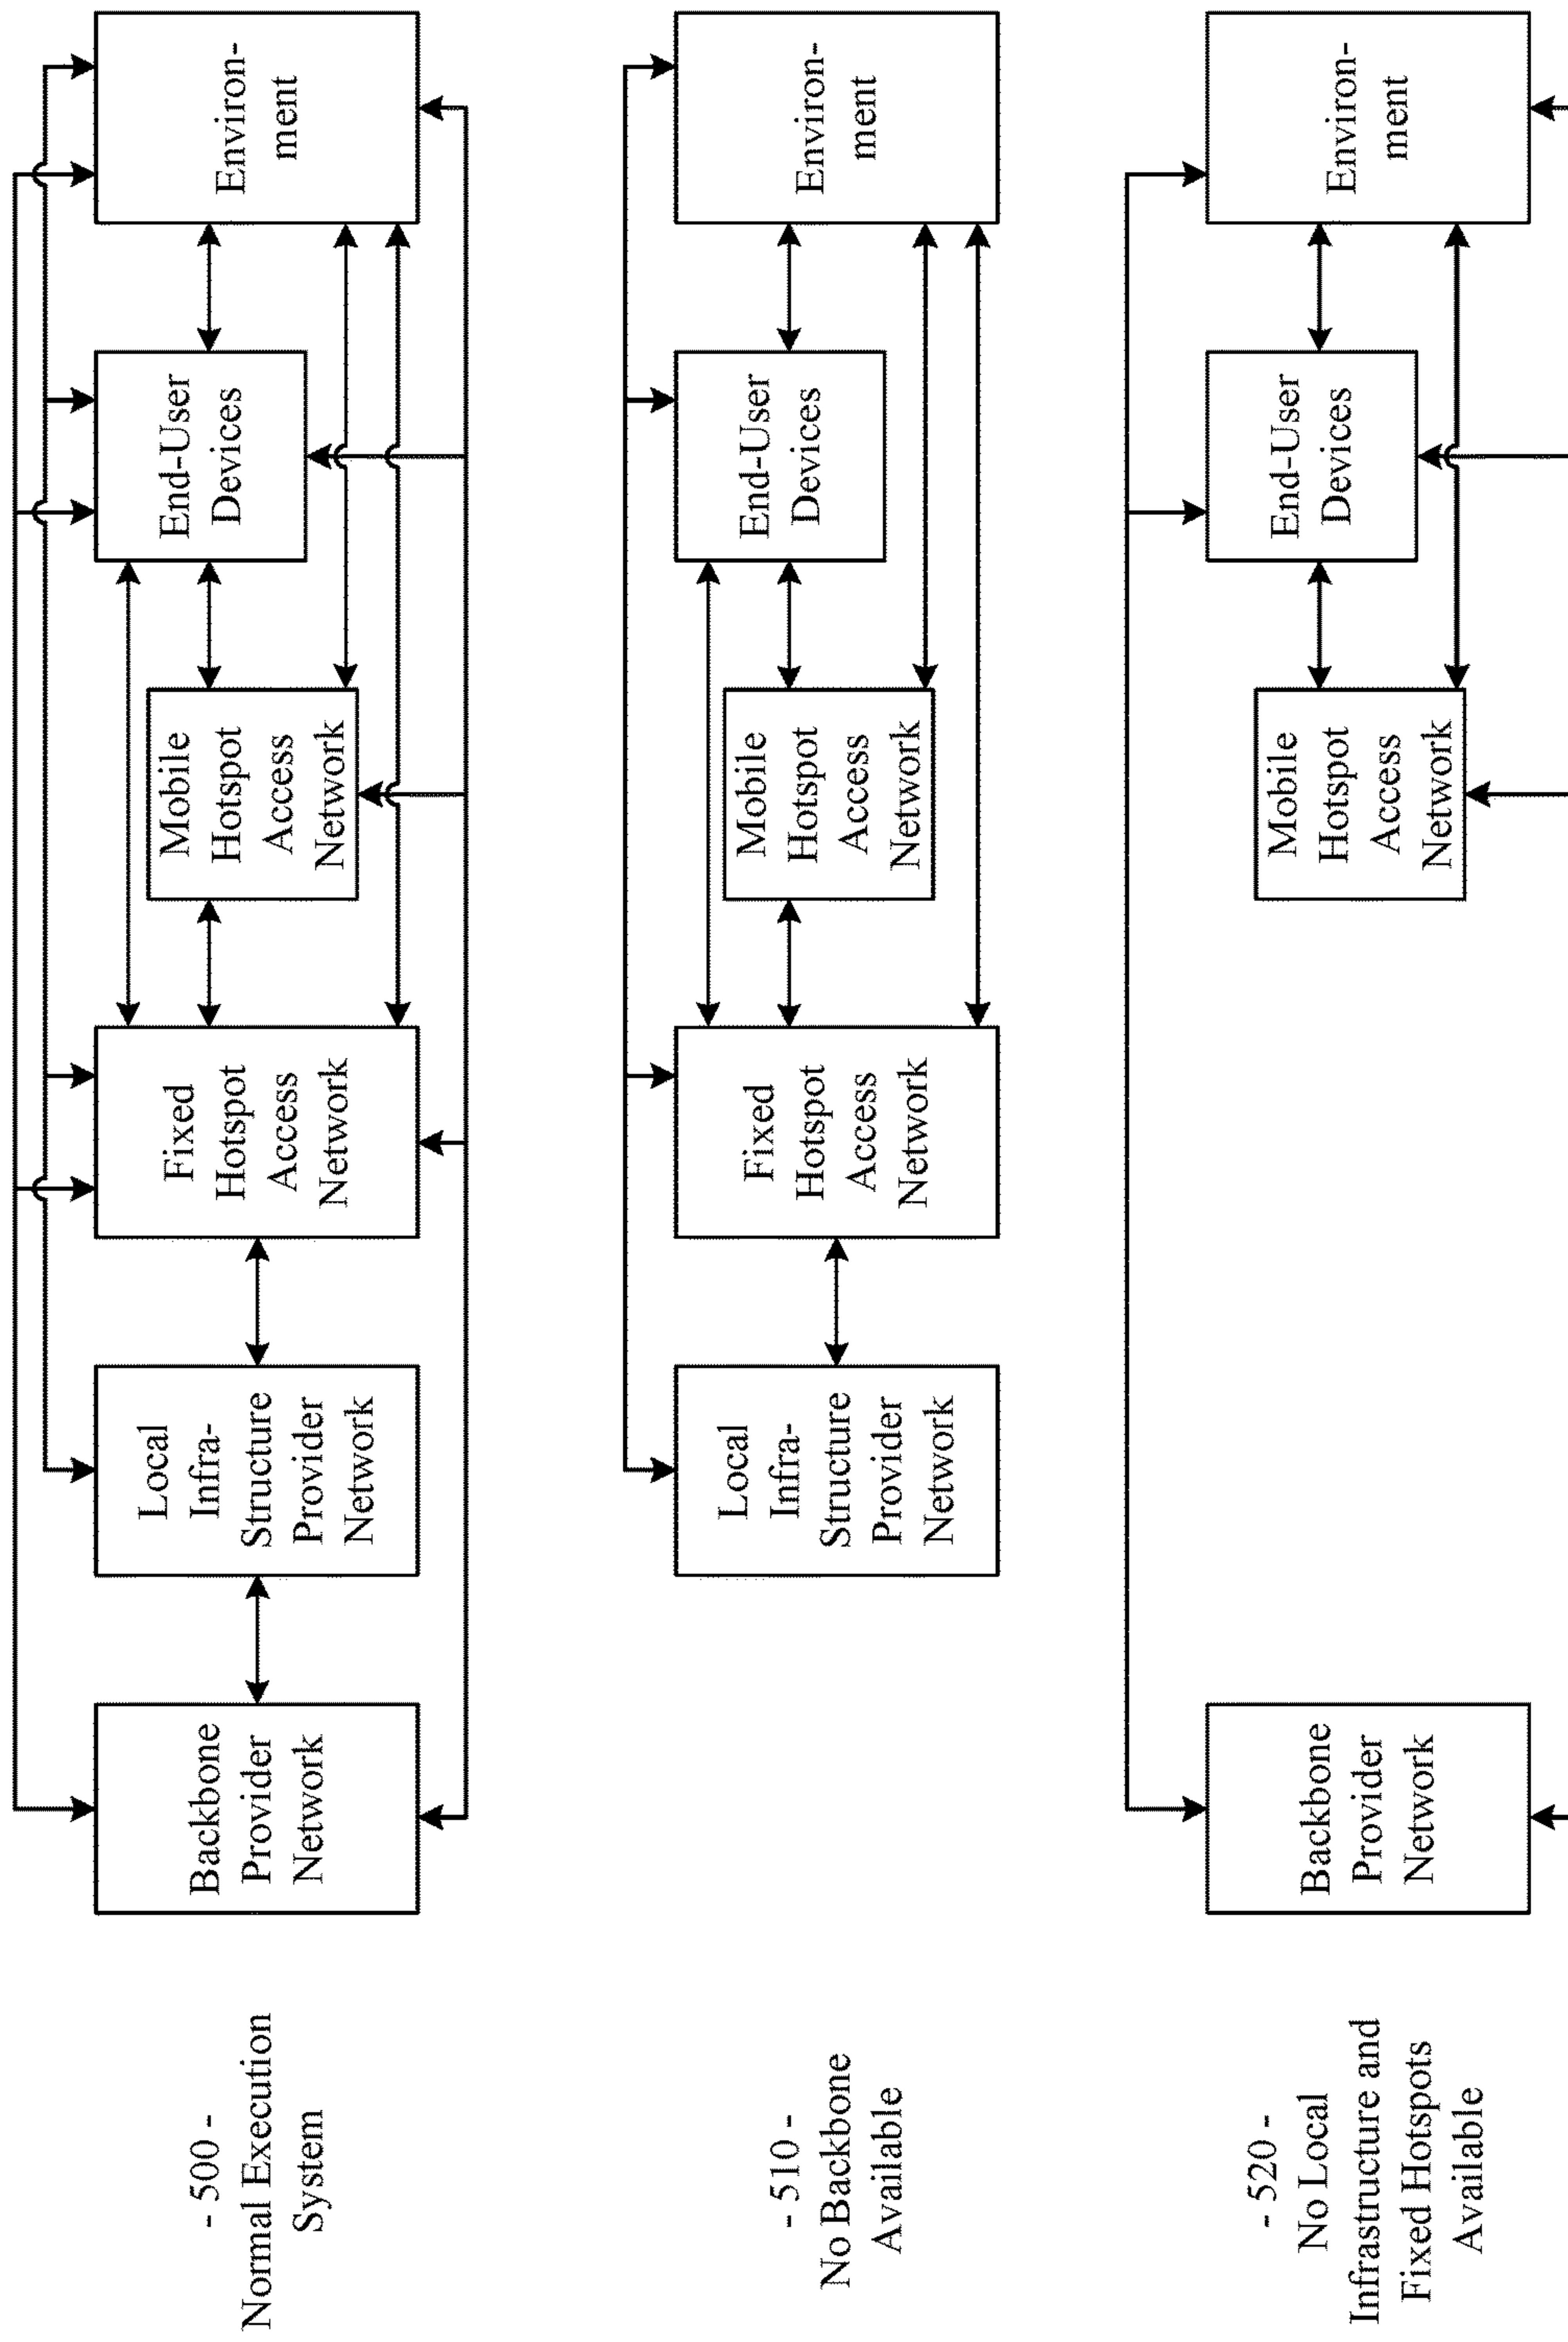 - 500 -
Normal Execution
System
Backbone
Provider
Network
Local
Infra-
Structure
Provider
Network
Fixed
Hotspot
Access
Network
Mobile
Hotspot
Access
Network
End-User
Devices
Environ-
ment
- 510 -
No Backbone
Available
Local
Infra-
Structure
Provider
Network
Fixed
Hotspot
Access
Network
Mobile
Hotspot
Access
Network
End-User
Devices
Environ-
ment
- 520 -
No Local
Infrastructure and
Fixed Hotspots
Available
Backbone
Provider
Network
Mobile
Hotspot
Access
Network
End-User
Devices
Environ-
ment